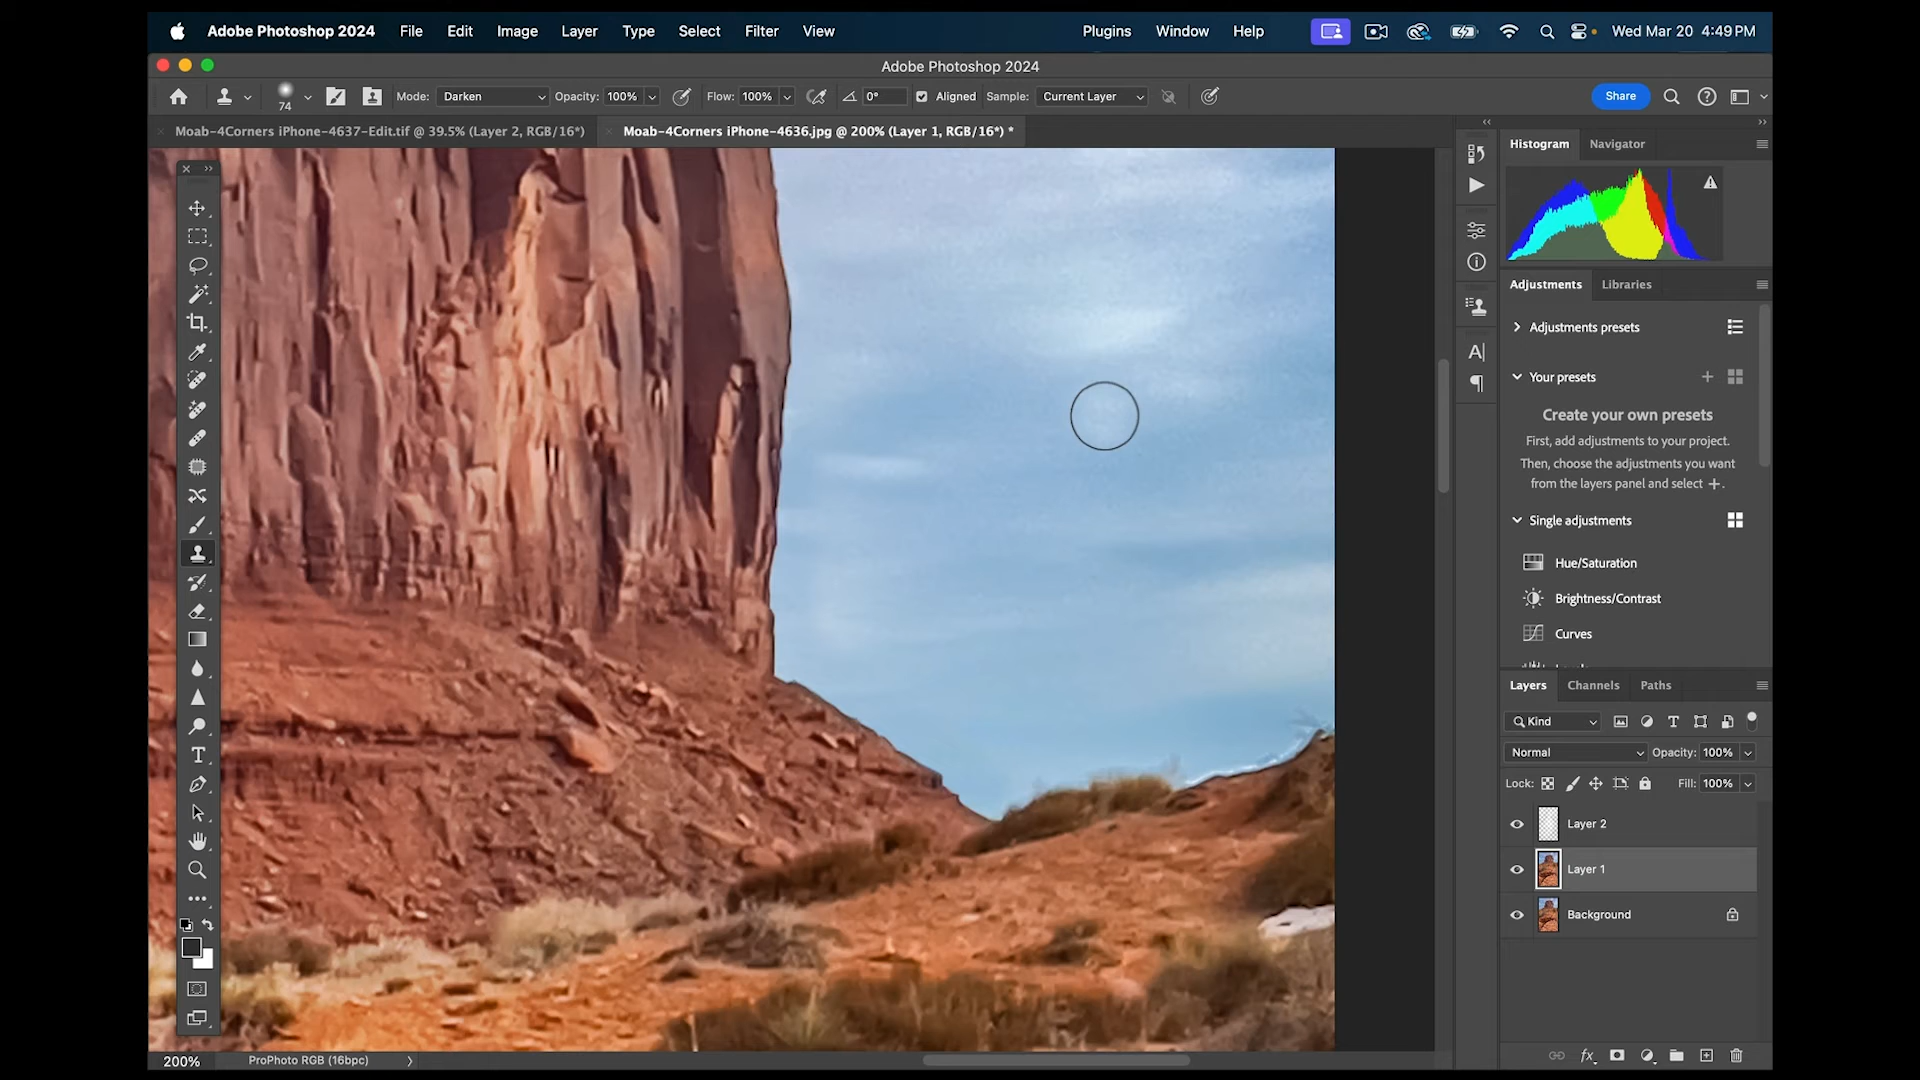 Adobe Photoshop 2024 File Edit Image Layer Type Select Filter View Plugins Window Help Wed Mar 20 4:49 PM
Adobe Photoshop 2024
74 Mode: Darken Opacity: 100% Flow: 100% 0° Aligned Sample: Current Layer Share
Moab-4Corners iPhone-4637-Edit.tif @ 39.5% (Layer 2, RGB/16*)
Moab-4Corners iPhone-4636.jpg @ 200% (Layer 1, RGB/16*) *
Histogram Navigator
Adjustments Libraries
Adjustments presets
Your presets
Create your own presets
First, add adjustments to your project.
Then, choose the adjustments you want
from the layers panel and select +.
Single adjustments
Hue/Saturation
Brightness/Contrast
Curves
Layers Channels Paths
Kind
Normal Opacity: 100%
Lock: Fill: 100%
Layer 2
Layer 1
Background
fx
200% ProPhoto RGB (16bpc)